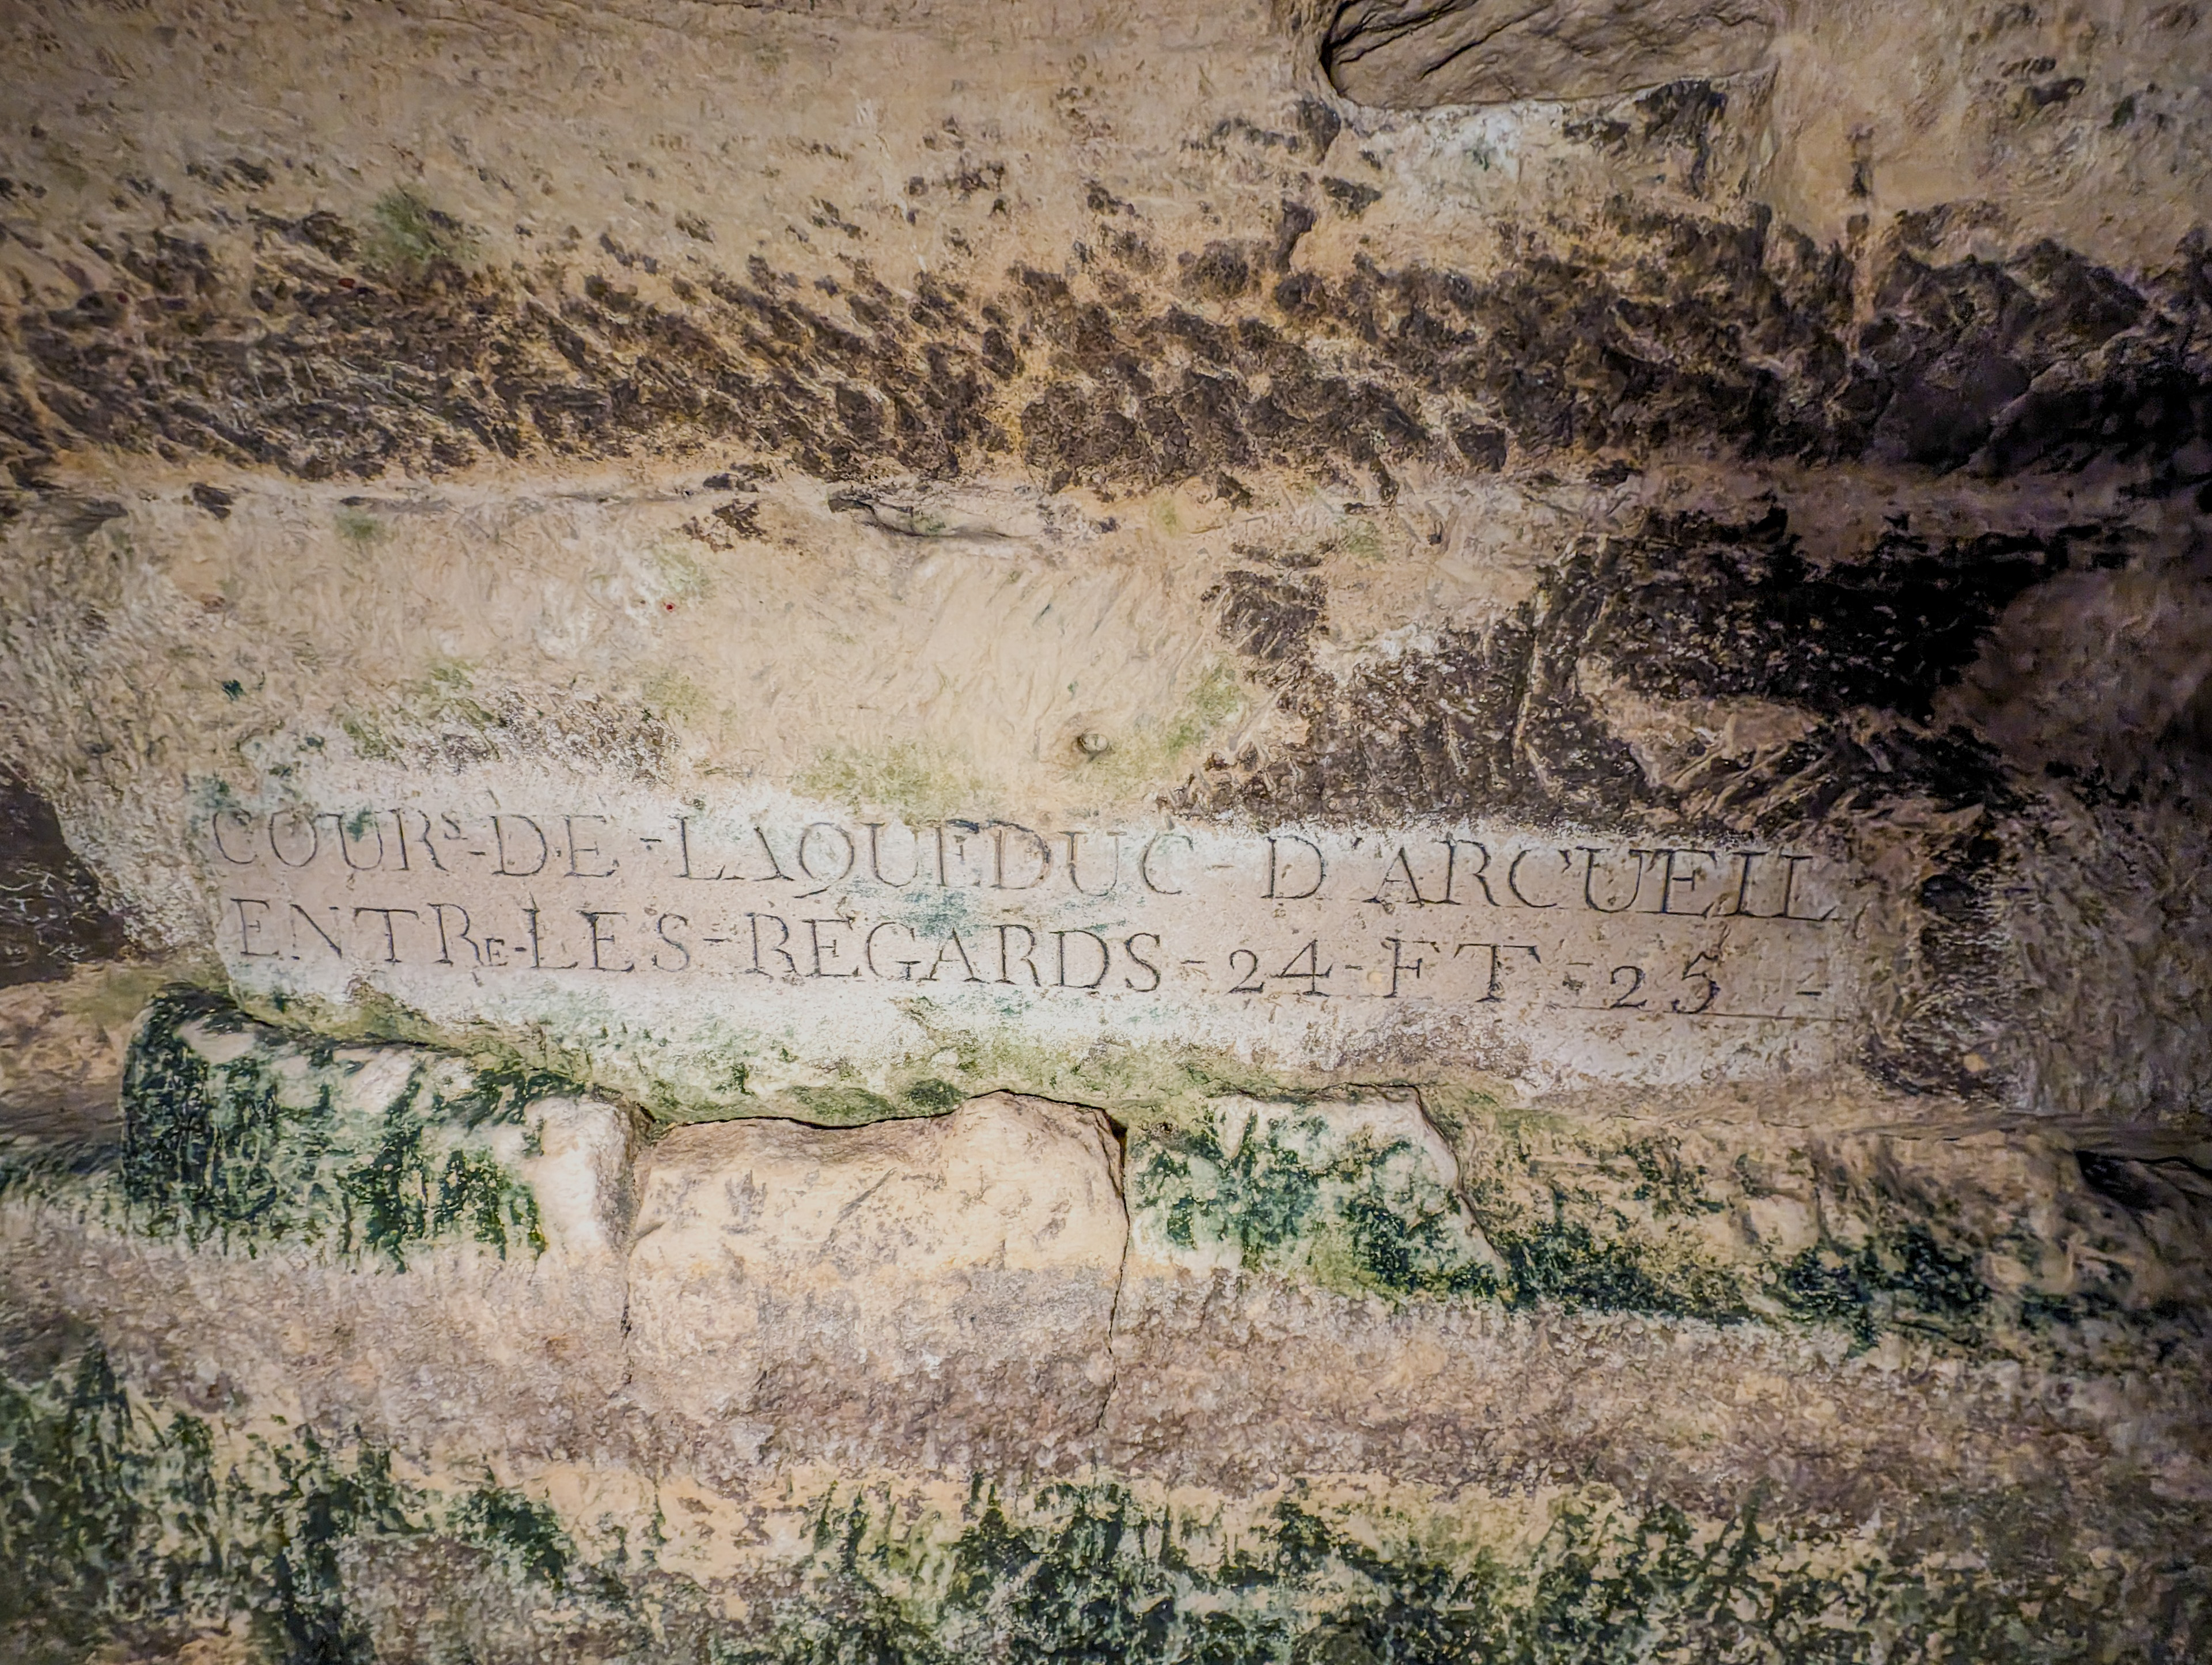 COURS-DE-LAQUEDUC-D'ARCUEIL
ENTRE-LES-REGARDS-24-ET-25-